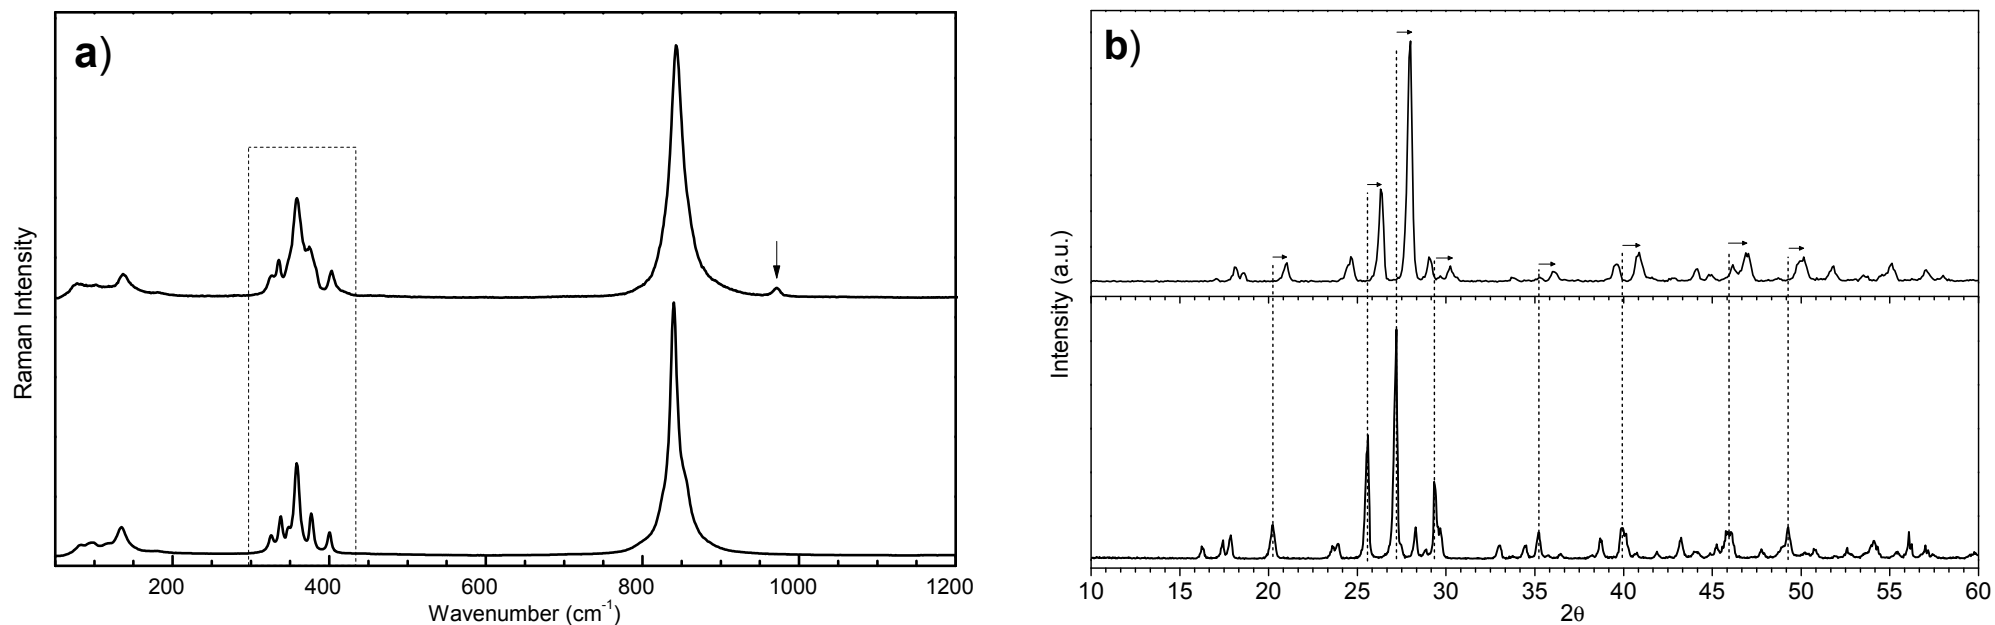 a)
Raman Intensity
200 400 600 800 1000 1200
Wavenumber (cm-1)
b)
Intensity (a.u.)
10 15 20 25 30 35 40 45 50 55 60
2θ